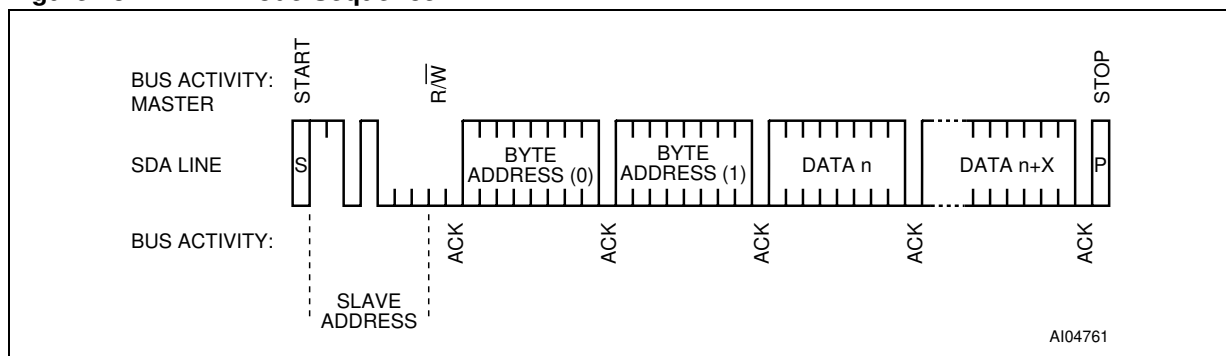 START
R/W
STOP
BUS ACTIVITY:
MASTER
SDA LINE
S
BYTE
ADDRESS (0)
BYTE
ADDRESS (1)
DATA n
DATA n+X
P
BUS ACTIVITY:
ACK
ACK
ACK
ACK
ACK
SLAVE
ADDRESS
AI04761